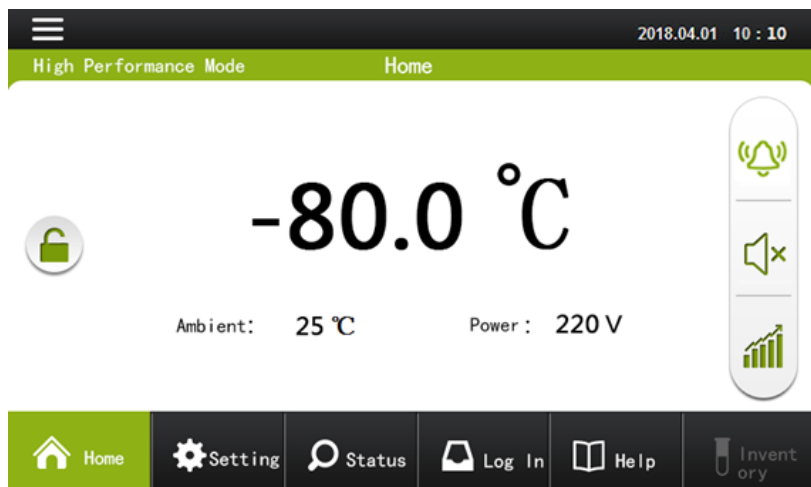 2018.04.01 10 : 10
High Performance Mode Home
-80.0 ℃
Ambient: 25 ℃ Power : 220 V
Home Setting Status Log In Help Invent
ory